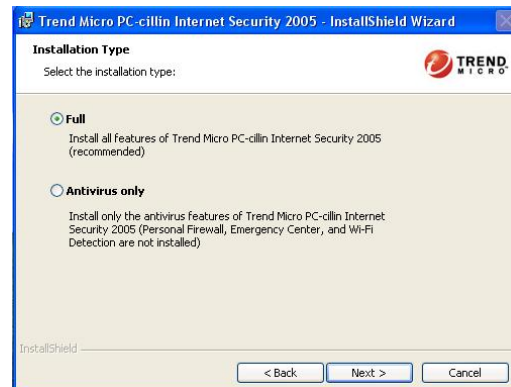 Trend Micro PC-cillin Internet Security 2005 - InstallShield Wizard
Installation Type
Select the installation type:
TREND
MICRO
Full
Install all features of Trend Micro PC-cillin Internet Security 2005
(recommended)
Antivirus only
Install only the antivirus features of Trend Micro PC-cillin Internet
Security 2005 (Personal Firewall, Emergency Center, and Wi-Fi
Detection are not installed)
InstallShield
< Back
Next >
Cancel